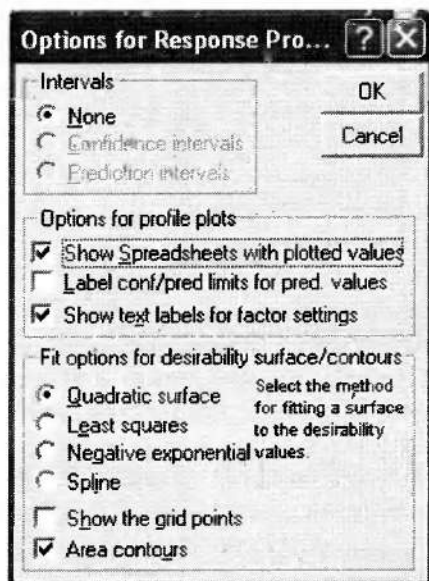 Options for Response Pro... ? X
Intervals
None
Confidence intervals
Prediction intervals
OK
Cancel
Options for profile plots
Show Spreadsheets with plotted values
Label conf/pred limits for pred. values
Show text labels for factor settings
Fit options for desirability surface/contours
Quadratic surface
Least squares
Negative exponential
Spline
Select the method
for fitting a surface
to the desirability
values.
Show the grid points
Area contours